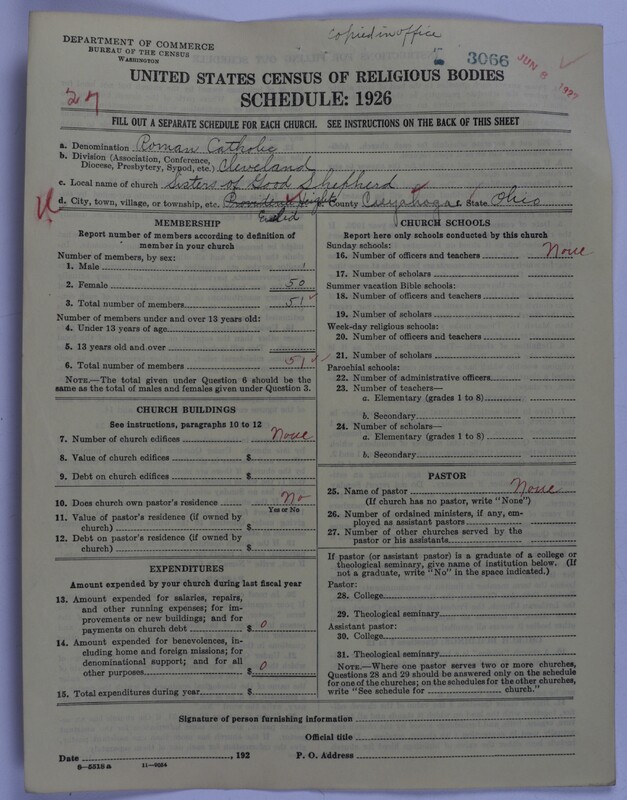 copied in office
DEPARTMENT OF COMMERCE
BUREAU OF THE CENSUS
WASHINGTON
3066
JUN 8 1927
UNITED STATES CENSUS OF RELIGIOUS BODIES
27
SCHEDULE: 1926
FILL OUT A SEPARATE SCHEDULE FOR EACH CHURCH. SEE INSTRUCTIONS ON THE BACK OF THIS SHEET
a. Denomination Roman Catholic
b. Division (Association, Conference, Diocese, Presbytery, Synod, etc.) Cleveland
c. Local name of church Sisters of Good Shepherd
d. City, town, village, or township, etc. Heights e. County Cuyahoga f. State Ohio
Euclid
MEMBERSHIP
Report number of members according to definition of
member in your church
Number of members, by sex:
1. Male 1
2. Female 50
3. Total number of members 51
Number of members under and over 13 years old:
4. Under 13 years of age
5. 13 years old and over
6. Total number of members 51
NOTE.—The total given under Question 6 should be the
same as the total of males and females given under Question 3.
CHURCH BUILDINGS
See instructions, paragraphs 10 to 12
7. Number of church edifices None
8. Value of church edifices $
9. Debt on church edifices $
10. Does church own pastor's residence No
Yes or No
11. Value of pastor's residence (if owned by
church) $
12. Debt on pastor's residence (if owned by
church) $
EXPENDITURES
Amount expended by your church during last fiscal year
13. Amount expended for salaries, repairs,
and other running expenses; for im-
provements or new buildings; and for
payments on church debt $ 0
14. Amount expended for benevolences, in-
cluding home and foreign missions; for
denominational support; and for all
other purposes $ 0
15. Total expenditures during year $
CHURCH SCHOOLS
Report here only schools conducted by this church
Sunday schools:
16. Number of officers and teachers None
17. Number of scholars
Summer vacation Bible schools:
18. Number of officers and teachers
19. Number of scholars
Week-day religious schools:
20. Number of officers and teachers
21. Number of scholars
Parochial schools:
22. Number of administrative officers
23. Number of teachers—
a. Elementary (grades 1 to 8)
b. Secondary
24. Number of scholars—
a. Elementary (grades 1 to 8)
b. Secondary
PASTOR
25. Name of pastor None
(If church has no pastor, write "None")
26. Number of ordained ministers, if any, em-
ployed as assistant pastors
27. Number of other churches served by the
pastor or his assistants
If pastor (or assistant pastor) is a graduate of a college or
theological seminary, give name of institution below. (If
not a graduate, write "No" in the space indicated.)
Pastor:
28. College
29. Theological seminary
Assistant pastor:
30. College
31. Theological seminary
NOTE.—Where one pastor serves two or more churches,
Questions 28 and 29 should be answered only on the schedule
for one of the churches; on the schedules for the other churches,
write "See schedule for church."
Signature of person furnishing information
Official title
Date , 192 P. O. Address
8—5518 a 11—9054